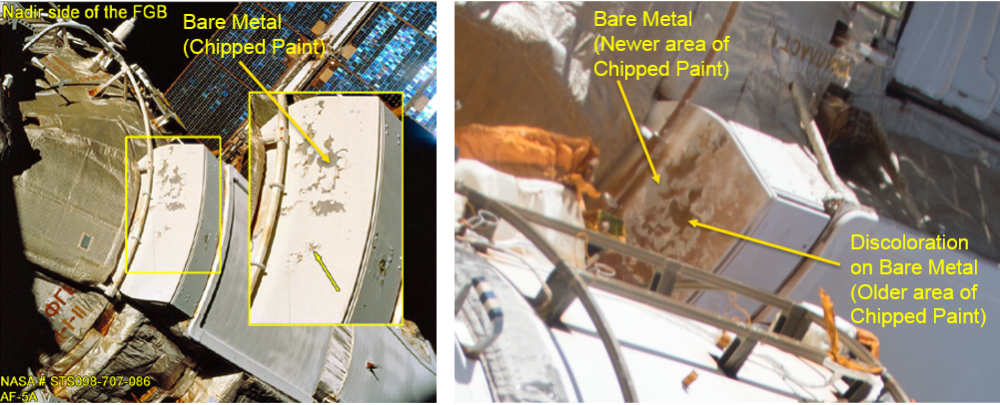 Nadir side of the FGB
Bare Metal
(Chipped Paint)
ФГБ
NASA # STS098-707-086
AF-5A
Bare Metal
(Newer area of
Chipped Paint)
Discoloration
on Bare Metal
(Older area of
Chipped Paint)